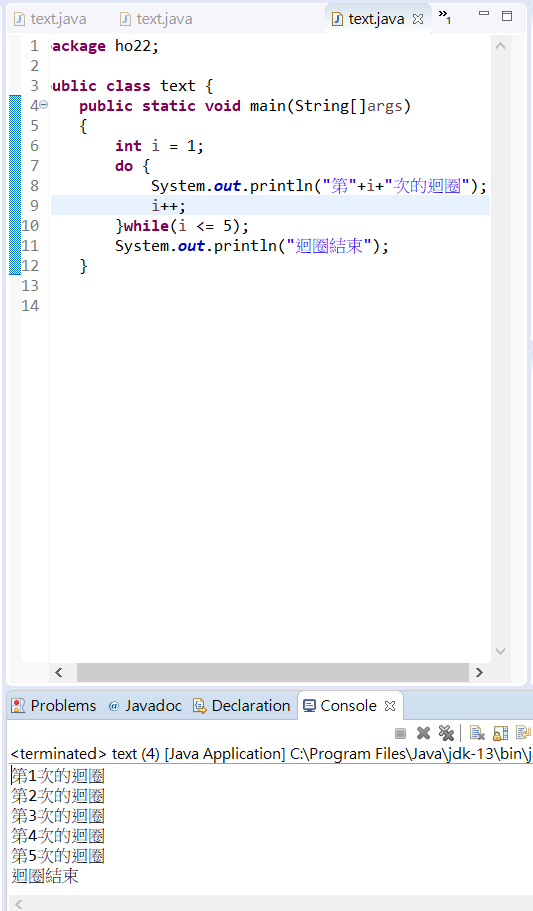 text.java text.java text.java »1
1 ackage ho22;
2
3 ublic class text {
4 public static void main(String[]args)
5 {
6 int i = 1;
7 do {
8 System.out.println("第"+i+"次的迴圈");
9 i++;
10 }while(i <= 5);
11 System.out.println("迴圈結束");
12 }
13
14
Problems @ Javadoc Declaration Console
<terminated> text (4) [Java Application] C:\Program Files\Java\jdk-13\bin\j
第1次的迴圈
第2次的迴圈
第3次的迴圈
第4次的迴圈
第5次的迴圈
迴圈結束